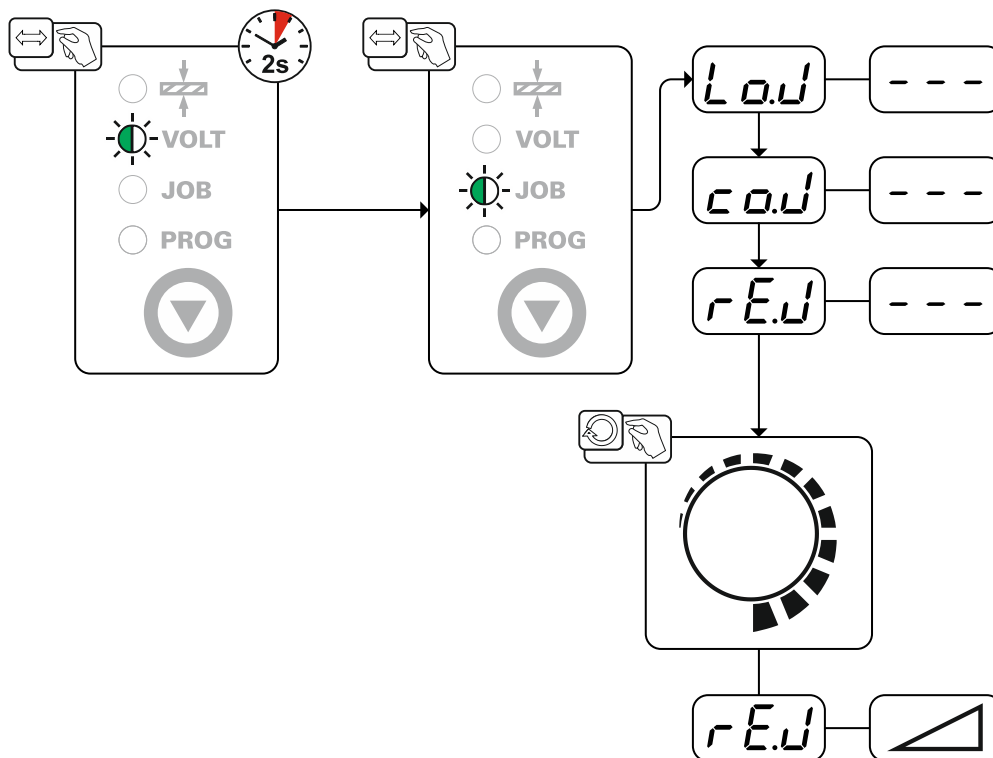 2s
VOLT
JOB
PROG
VOLT
JOB
PROG
Lo.J - - -
co.J - - -
rE.J - - -
rE.J